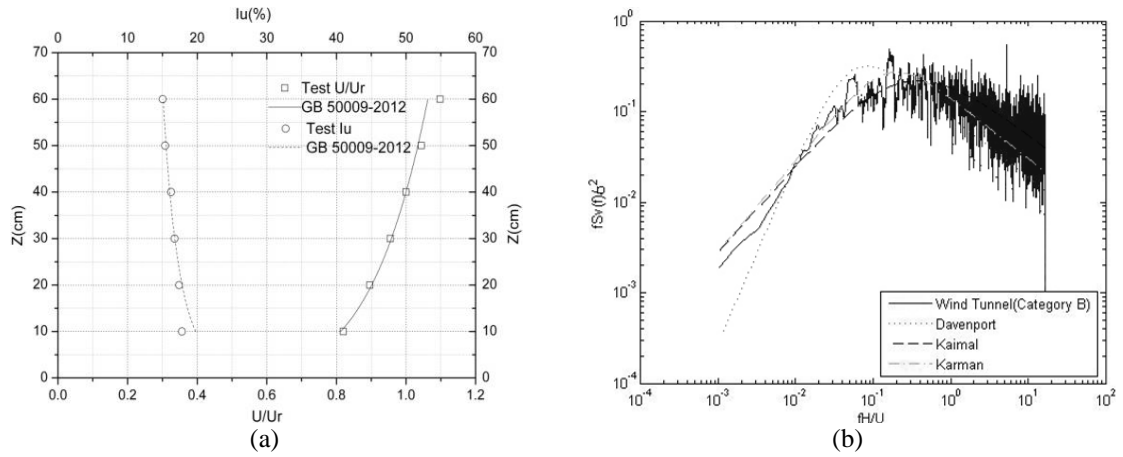 Iu(%)
0 10 20 30 40 50 60
70
60
50
40
30
20
10
0
Z(cm)
Test U/Ur
GB 50009-2012
Test Iu
GB 50009-2012
60
50
40
30
20
10
0
Z(cm)
0.0 0.2 0.4 0.6 0.8 1.0 1.2
U/Ur
(a)
10^0
10^-1
10^-2
10^-3
10^-4
fSv(f)/σ^2
Wind Tunnel(Category B)
Davenport
Kaimal
Karman
10^-4 10^-3 10^-2 10^-1 10^0 10^1 10^2
fH/U
(b)